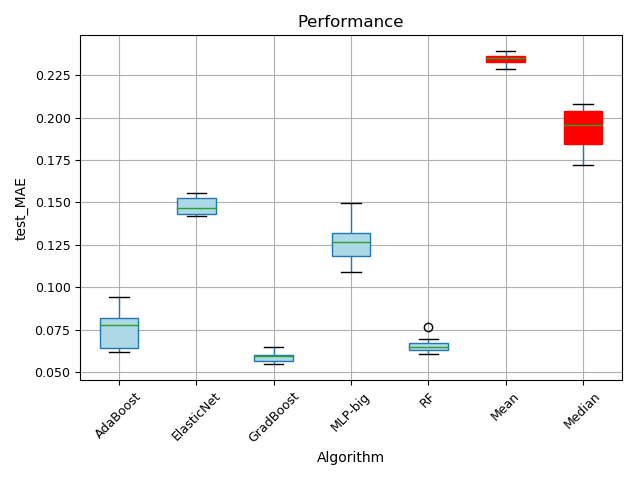 Performance
test_MAE
0.225
0.200
0.175
0.150
0.125
0.100
0.075
0.050
AdaBoost
ElasticNet
GradBoost
MLP-big
RF
Mean
Median
Algorithm